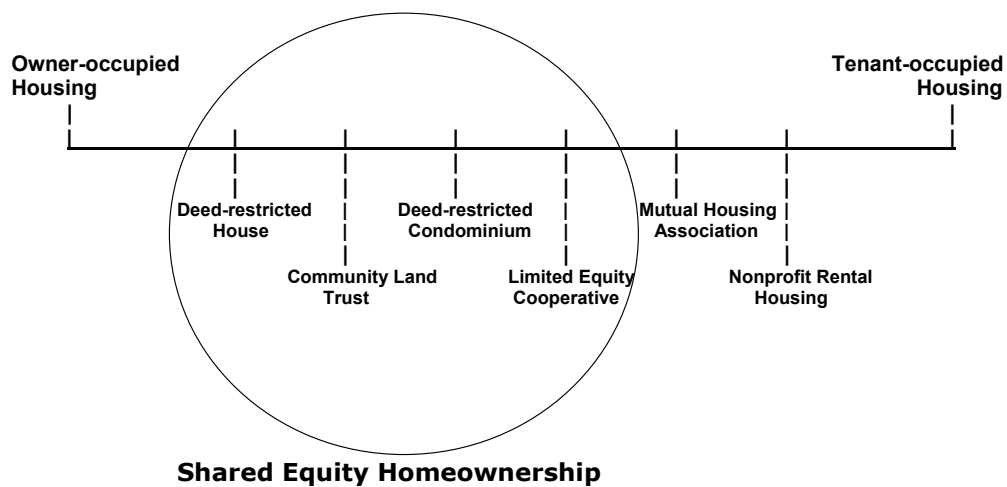 Owner-occupied
Housing
Tenant-occupied
Housing
Deed-restricted
House
Deed-restricted
Condominium
Mutual Housing
Association
Community Land
Trust
Limited Equity
Cooperative
Nonprofit Rental
Housing
Shared Equity Homeownership